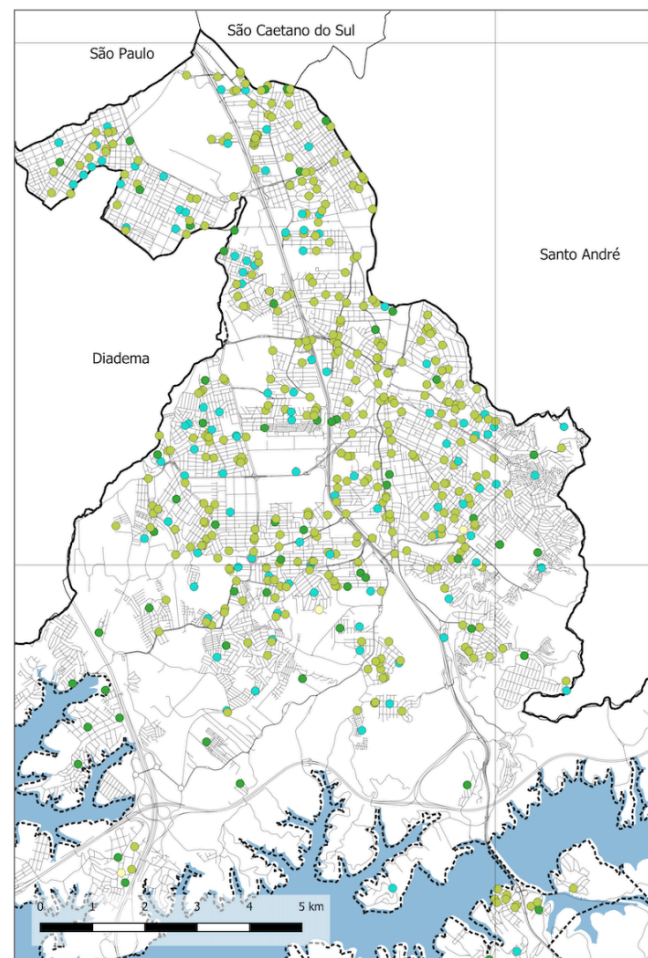 São Caetano do Sul
São Paulo
Santo André
Diadema
0 1 2 3 4 5 km